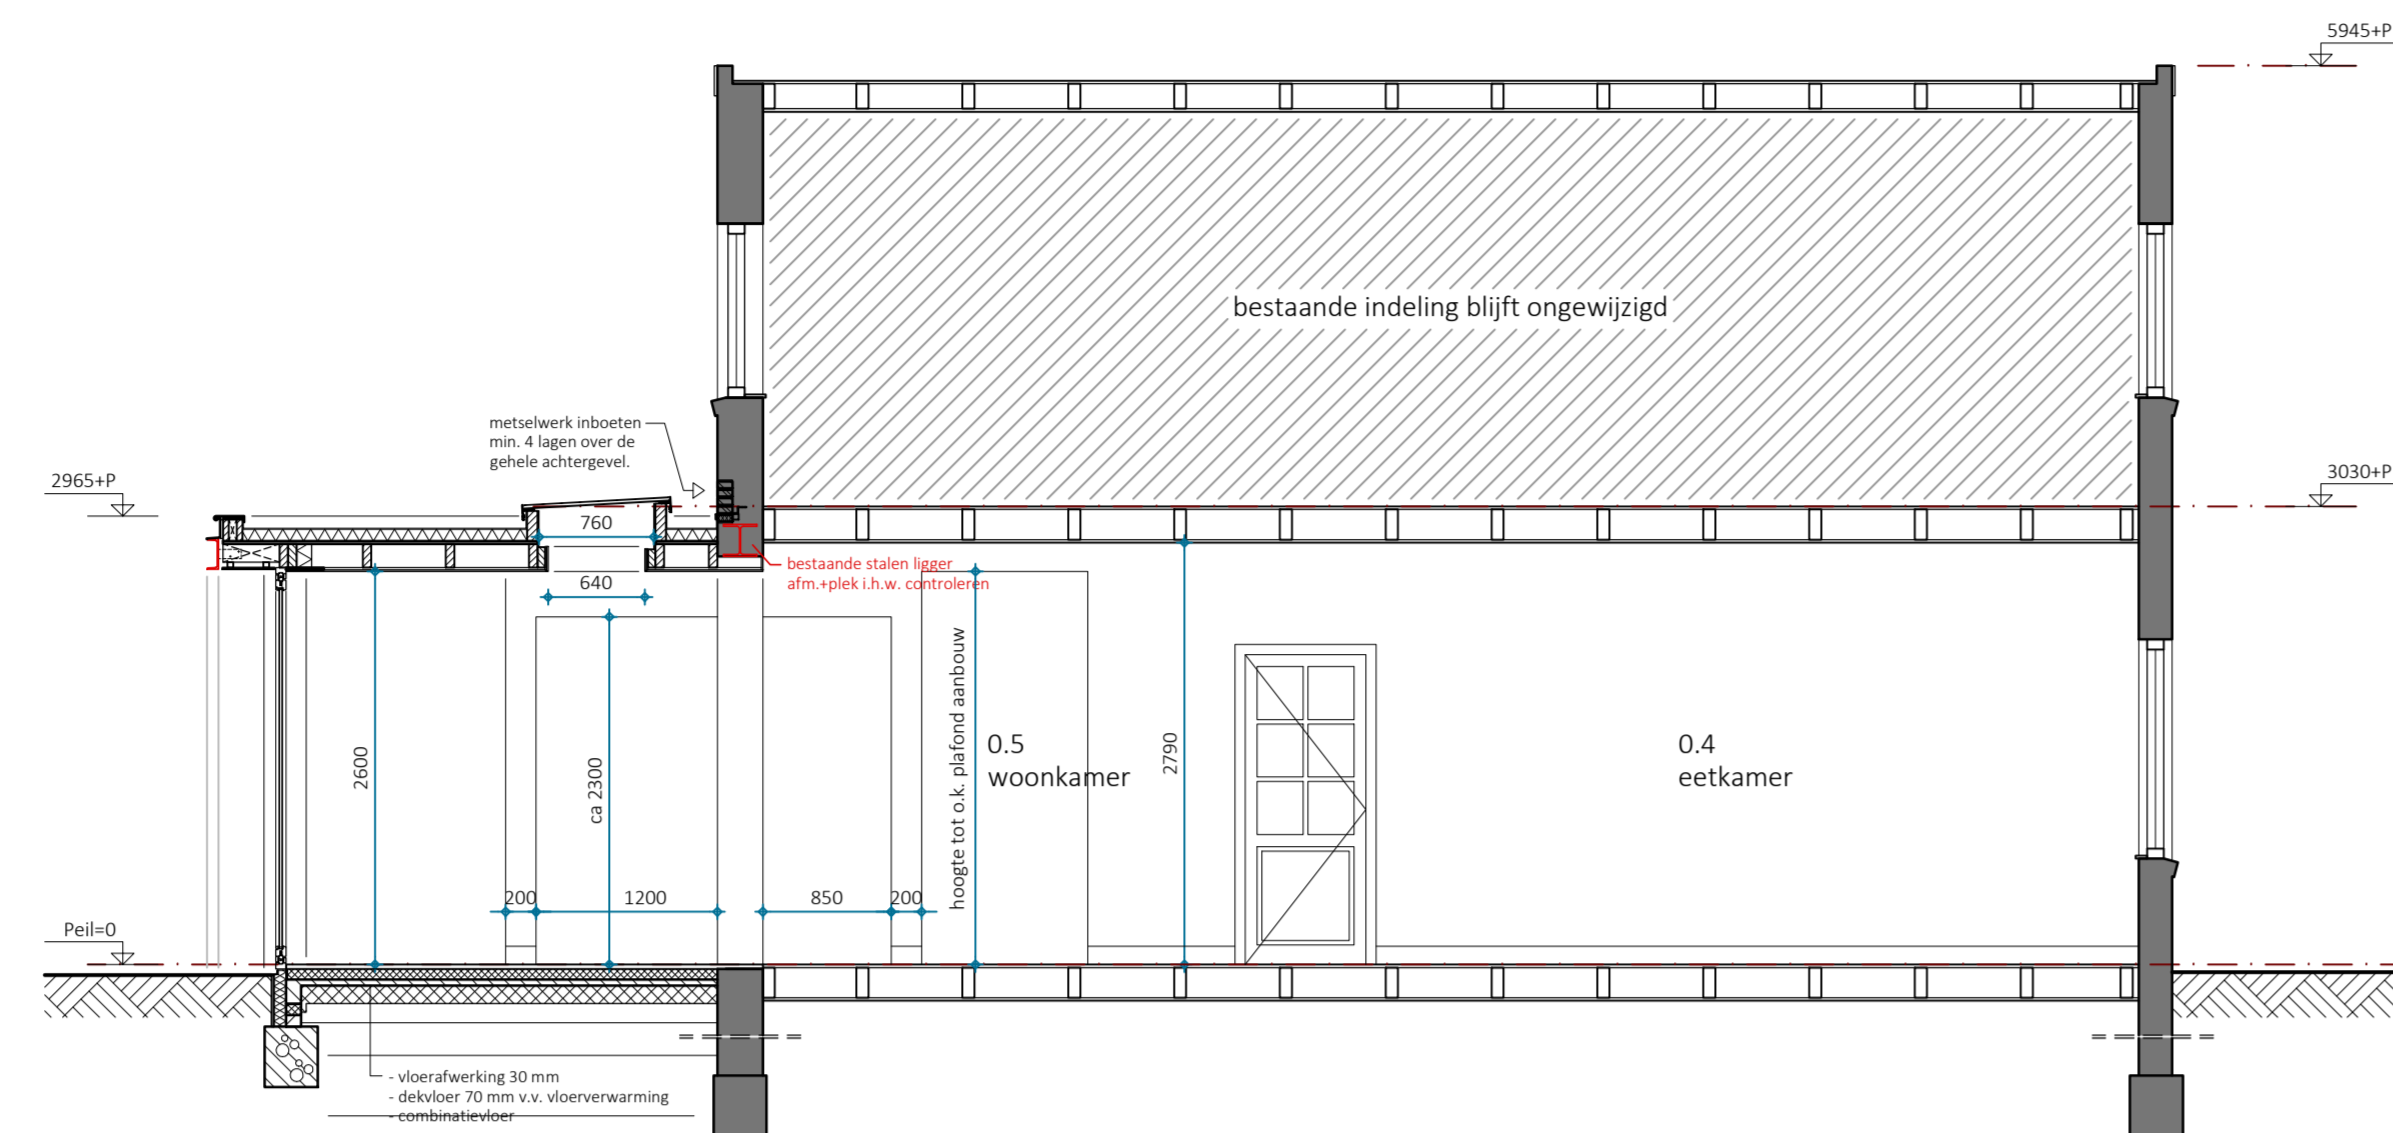 5945+P
bestaande indeling blijft ongewijzigd
metselwerk inboeten
min. 4 lagen over de
gehele achtergevel.
2965+P
3030+P
760
bestaande stalen ligger
afm.+plek i.h.w. controleren
640
hoogte tot o.k. plafond aanbouw
2600
ca 2300
2790
0.5
woonkamer
0.4
eetkamer
200
1200
850
200
Peil=0
- vloerafwerking 30 mm
- dekvloer 70 mm v.v. vloerverwarming
- combinatievloer